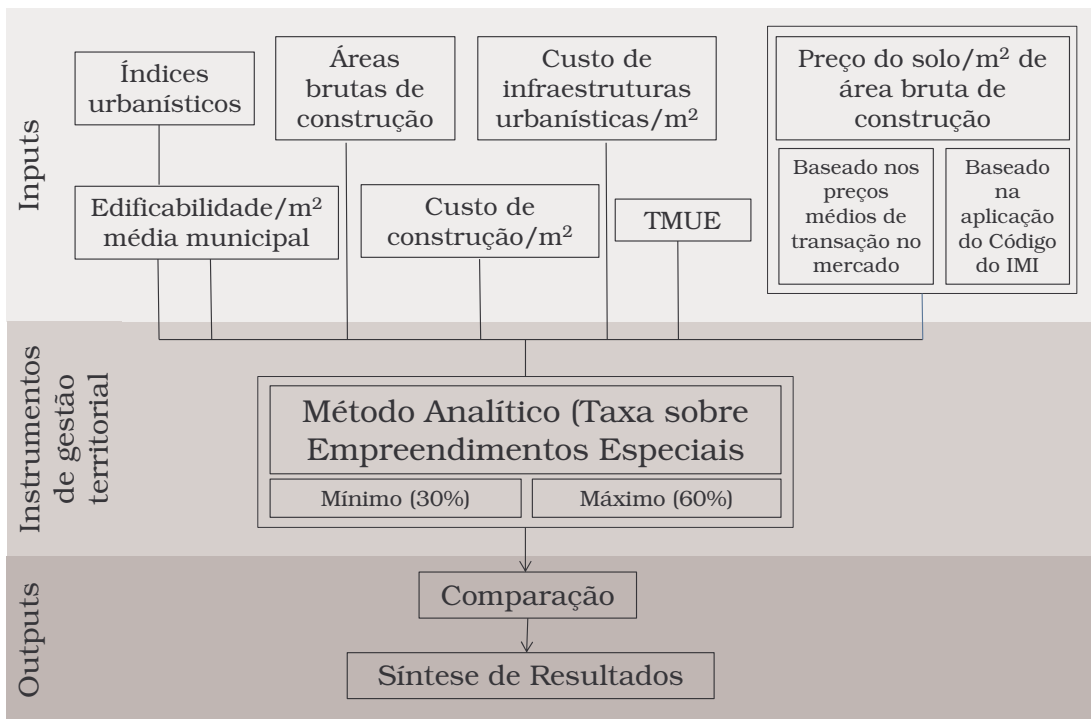 Inputs
Índices
urbanísticos
Áreas
brutas de
construção
Custo de
infraestruturas
urbanísticas/m²
Preço do solo/m² de
área bruta de
construção
Edificabilidade/m²
média municipal
Custo de
construção/m²
TMUE
Baseado nos
preços
médios de
transação no
mercado
Baseado
na
aplicação
do Código
do IMI
Instrumentos
de gestão
territorial
Método Analítico (Taxa sobre
Empreendimentos Especiais
Mínimo (30%)
Máximo (60%)
Outputs
Comparação
Síntese de Resultados